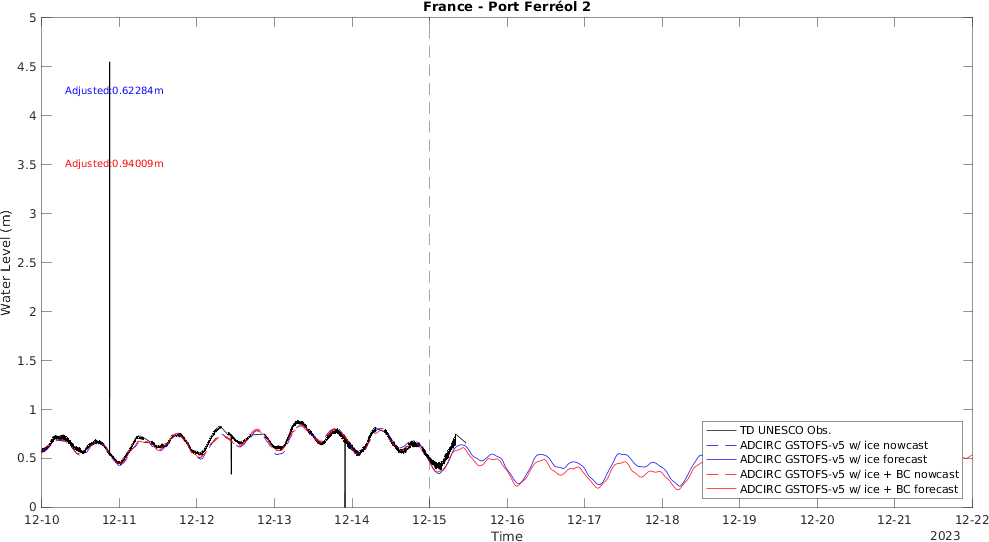 France - Port Ferréol 2
Water Level (m)
5
4.5
4
3.5
3
2.5
2
1.5
1
0.5
0
Adjusted:0.62284m
Adjusted:0.94009m
TD UNESCO Obs.
ADCIRC GSTOFS-v5 w/ ice nowcast
ADCIRC GSTOFS-v5 w/ ice forecast
ADCIRC GSTOFS-v5 w/ ice + BC nowcast
ADCIRC GSTOFS-v5 w/ ice + BC forecast
12-10 12-11 12-12 12-13 12-14 12-15 12-16 12-17 12-18 12-19 12-20 12-21 12-22
Time
2023